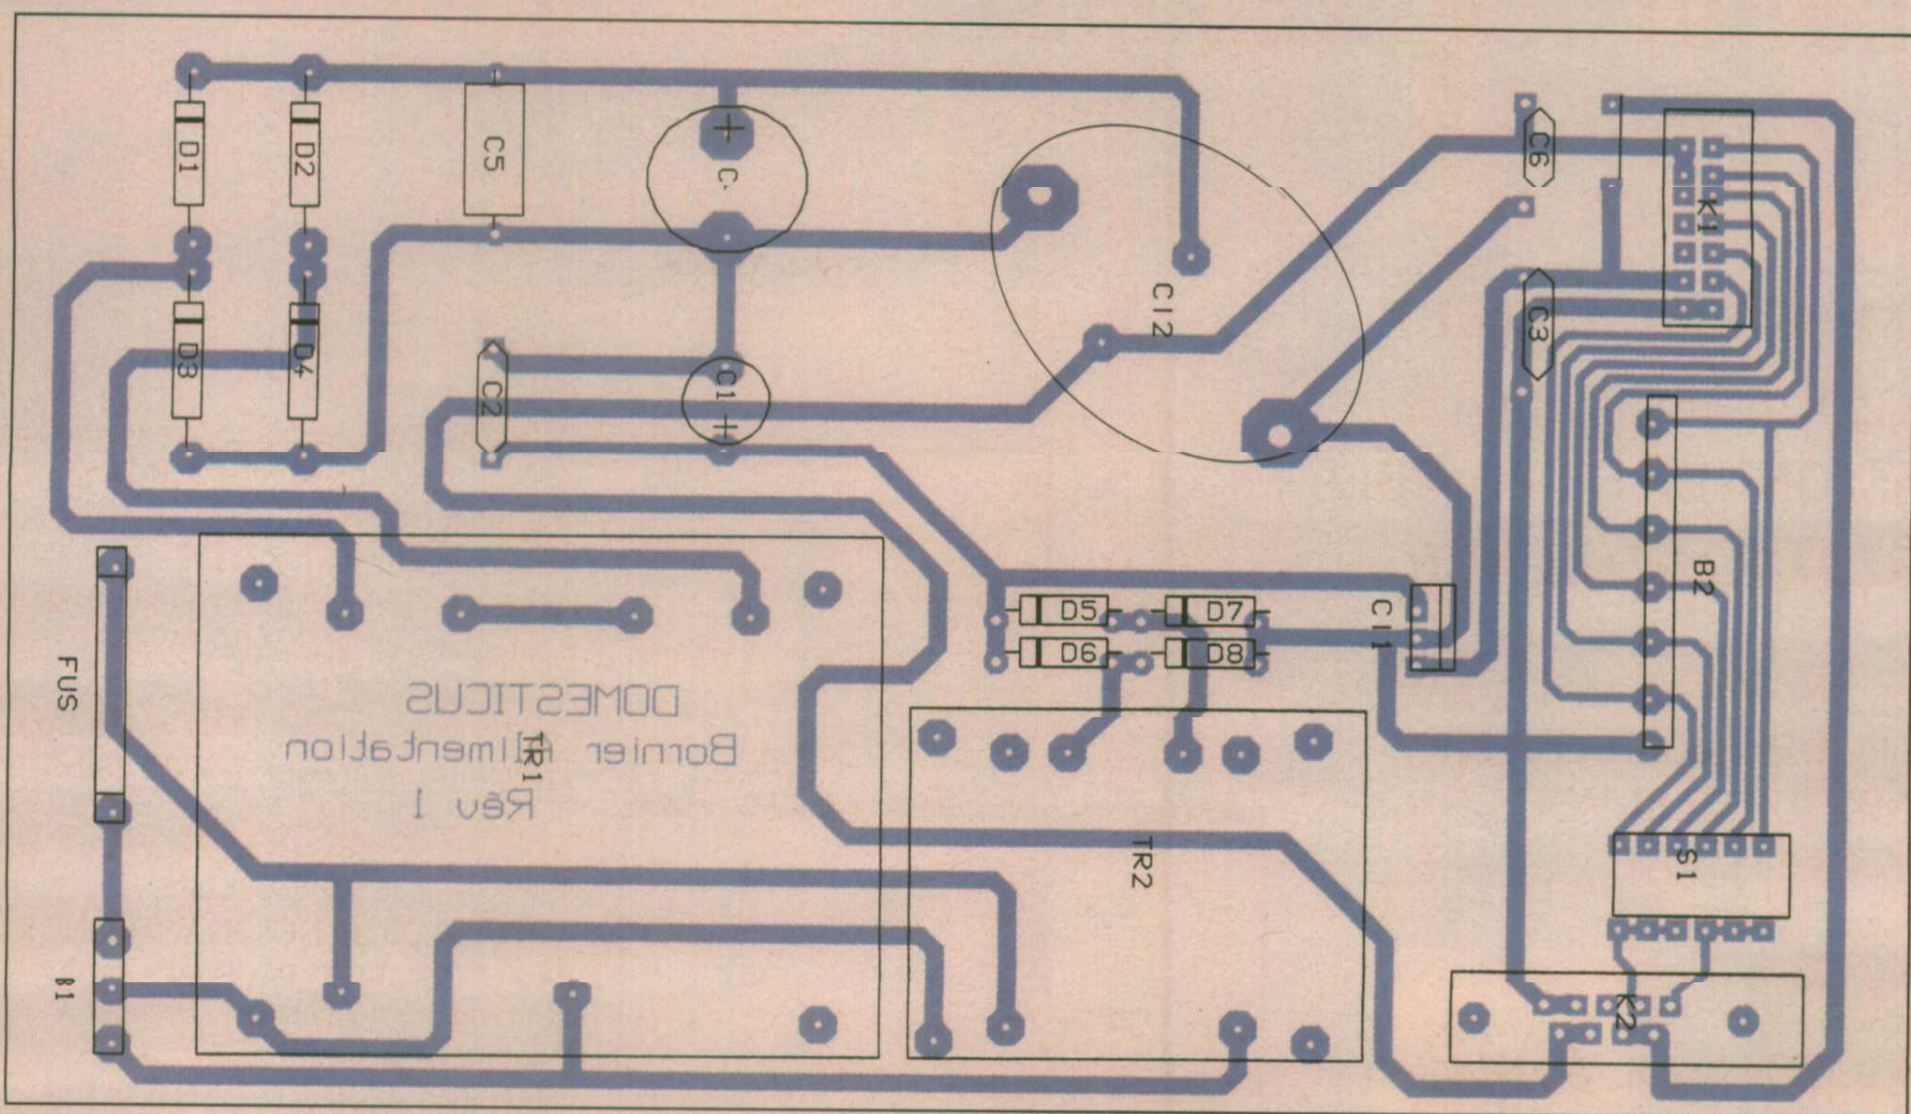 D1
D2
C5
+
C
C12
C6
K1
D3
D4
C2
C1
+
C3
B2
D5
D7
D6
D8
CI1
FUS
DOMESTICUS
Bornier Alimentation
Rév 1
TR1
TR2
S1
B1
K2